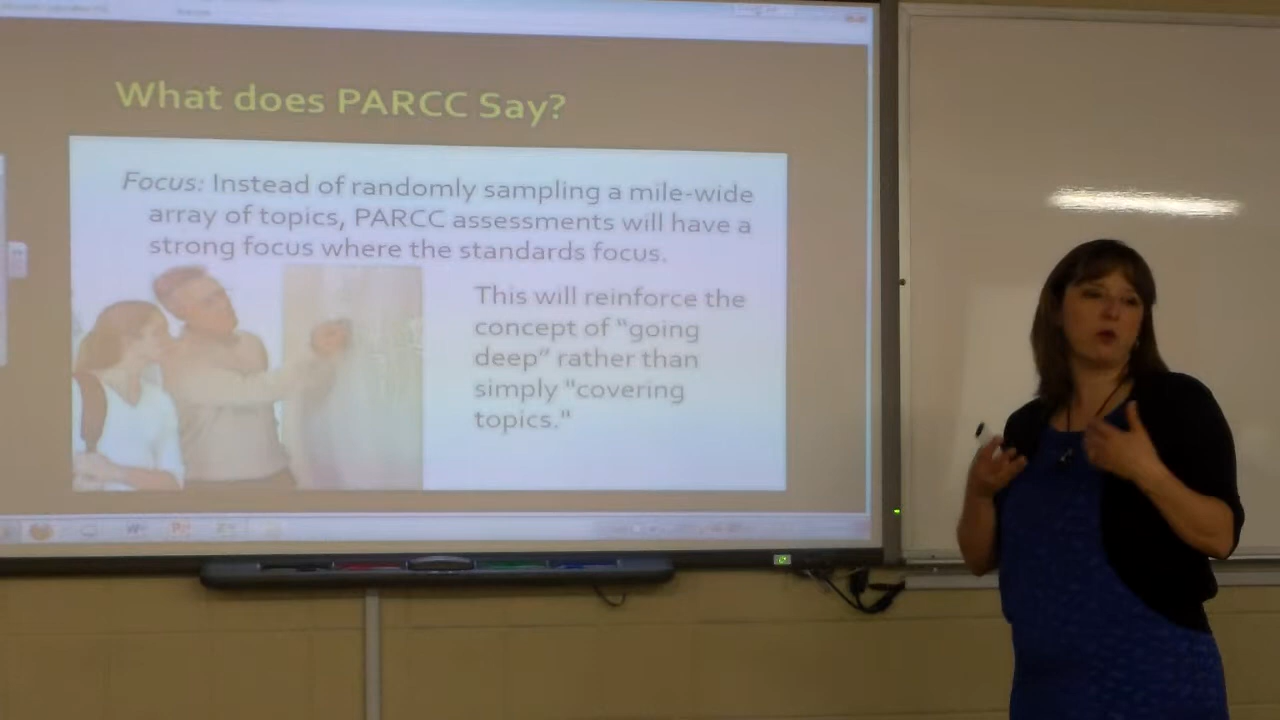 What does PARCC Say?
Focus: Instead of randomly sampling a mile-wide
array of topics, PARCC assessments will have a
strong focus where the standards focus.
This will reinforce the
concept of "going
deep" rather than
simply "covering
topics."